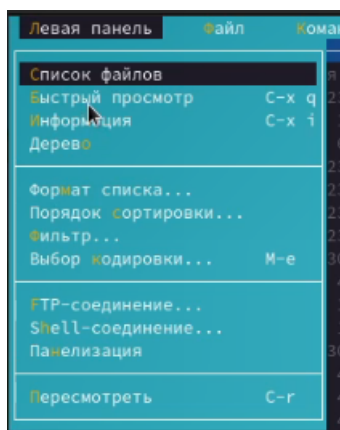 Левая панель Файл Кома
Список файлов
Быстрый просмотр C-x q
Информация C-x i
Дерево
Формат списка...
Порядок сортировки...
Фильтр...
Выбор кодировки... M-e
FTP-соединение...
Shell-соединение...
Панелизация
Пересмотреть C-r